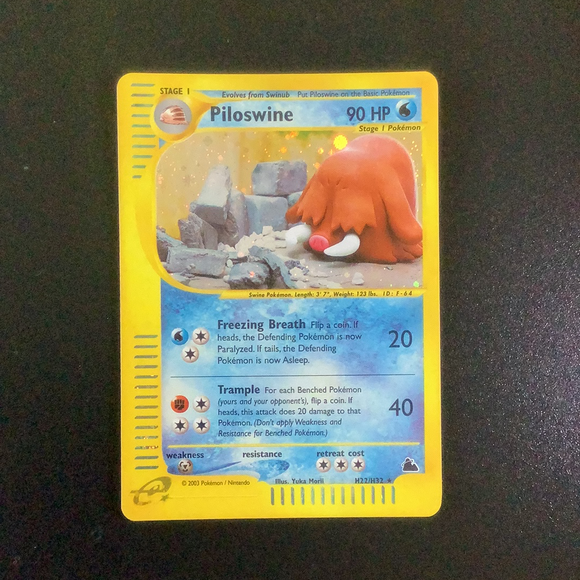 STAGE 1
Evolves from Swinub Put Piloswine on the Basic Pokémon
Piloswine 90 HP
Stage 1 Pokémon
Swine Pokémon. Length: 3' 7", Weight: 123 lbs. ID: F-64
Freezing Breath Flip a coin. If
heads, the Defending Pokémon is now
Paralyzed. If tails, the Defending
Pokémon is now Asleep.
20
Trample For each Benched Pokémon
(yours and your opponent's), flip a coin. If
heads, this attack does 20 damage to that
Pokémon. (Don't apply Weakness and
Resistance for Benched Pokémon.)
40
weakness resistance retreat cost
© 2003 Pokémon / Nintendo Illus. Yuka Morii H22/H32 ★
e